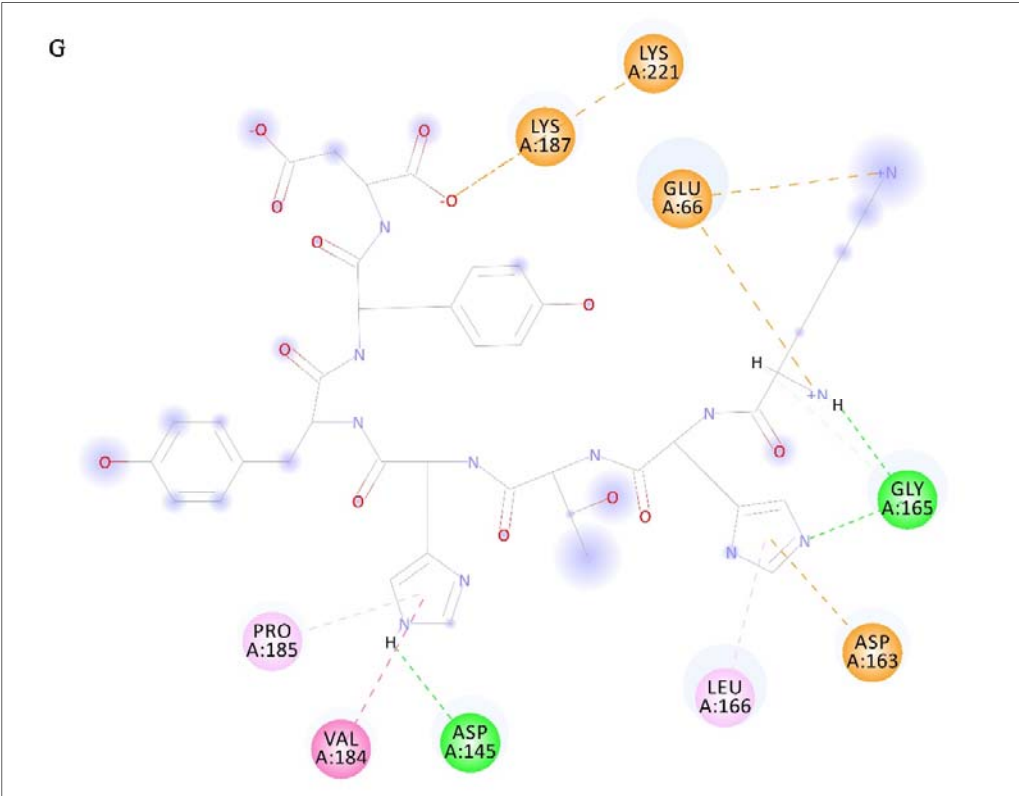 G
LYS
A:221
LYS
A:187
-O
O
+N
GLU
A:66
O
-O
N
O
O
H
O
N
+N
H
N
N
O
O
N
N
N
O
GLY
A:165
O
O
O
O
N
N
N
N
PRO
A:185
H
ASP
A:163
LEU
A:166
VAL
A:184
ASP
A:145